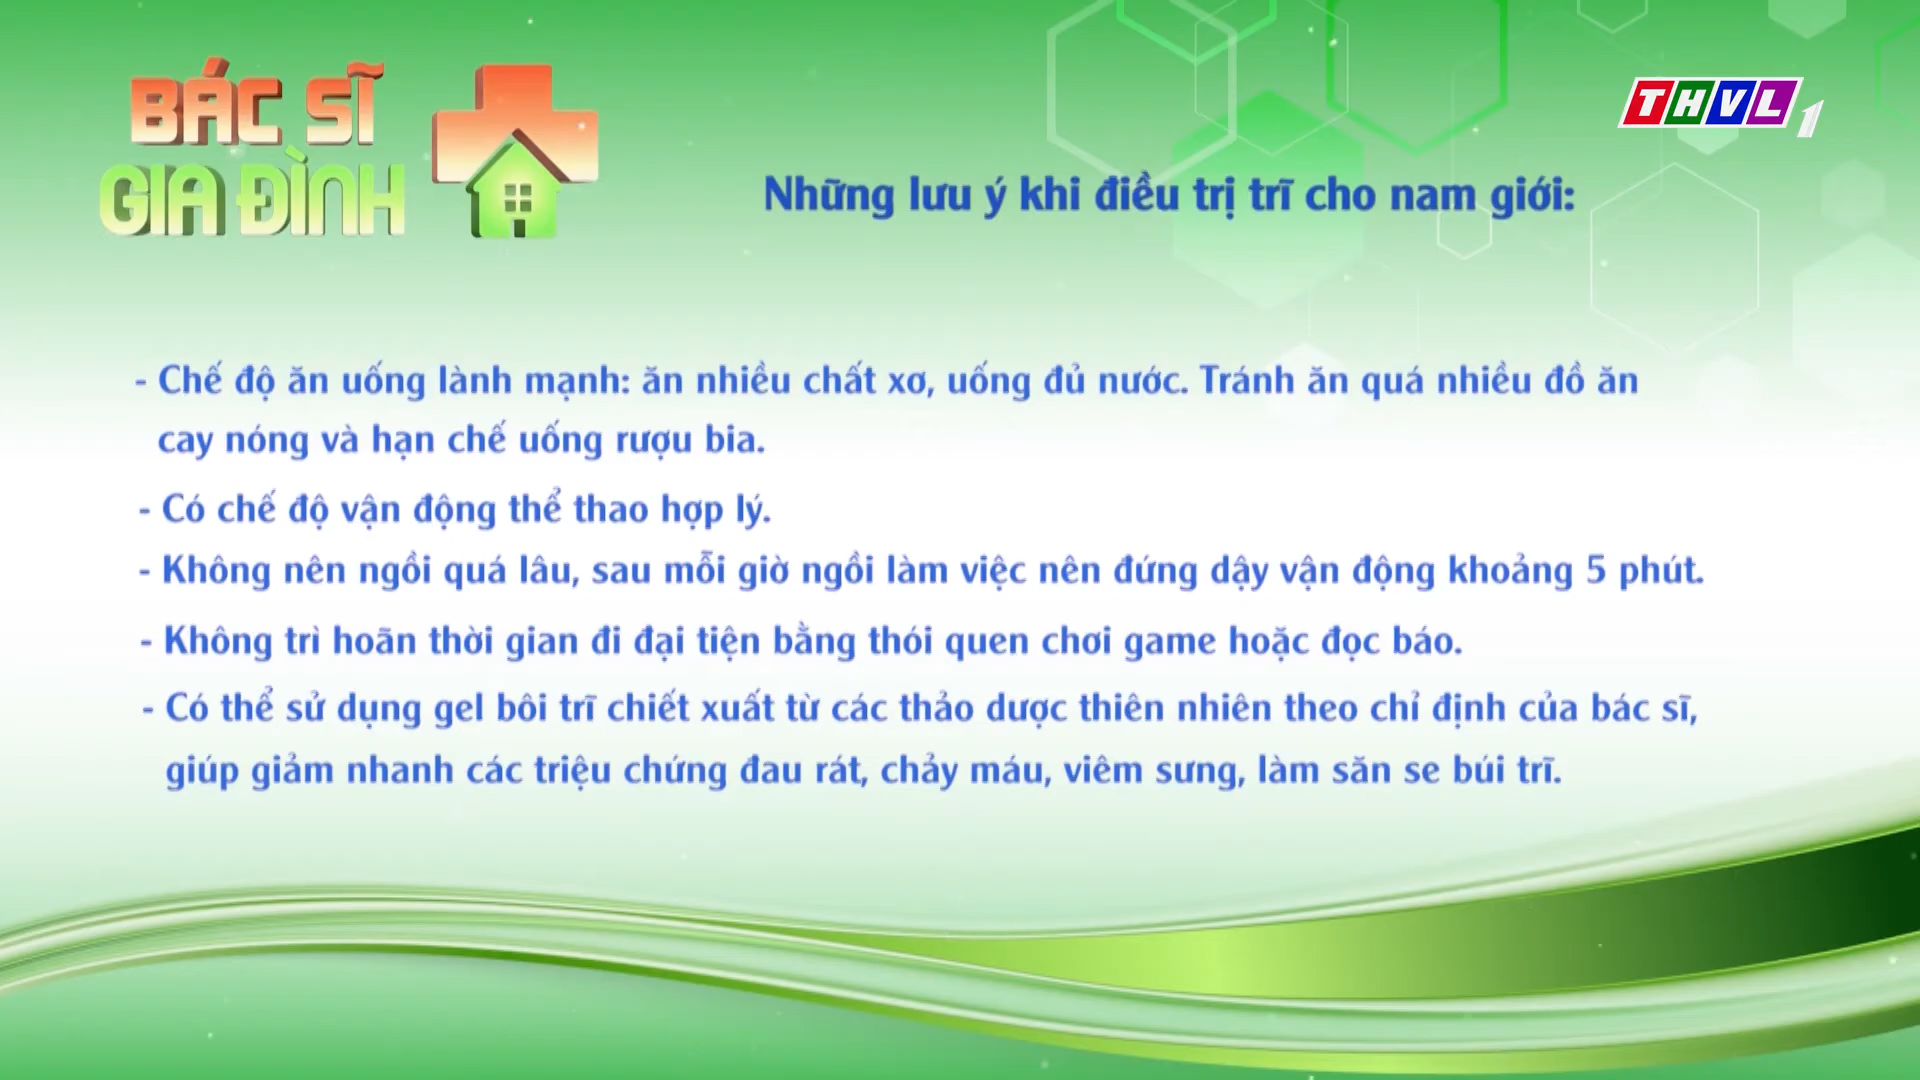 BÁC SĨ
GIA ĐÌNH
THVL 1
Những lưu ý khi điều trị trĩ cho nam giới:
- Chế độ ăn uống lành mạnh: ăn nhiều chất xơ, uống đủ nước. Tránh ăn quá nhiều đồ ăn
cay nóng và hạn chế uống rượu bia.
- Có chế độ vận động thể thao hợp lý.
- Không nên ngồi quá lâu, sau mỗi giờ ngồi làm việc nên đứng dậy vận động khoảng 5 phút.
- Không trì hoãn thời gian đi đại tiện bằng thói quen chơi game hoặc đọc báo.
- Có thể sử dụng gel bôi trĩ chiết xuất từ các thảo dược thiên nhiên theo chỉ định của bác sĩ,
giúp giảm nhanh các triệu chứng đau rát, chảy máu, viêm sưng, làm săn se búi trĩ.